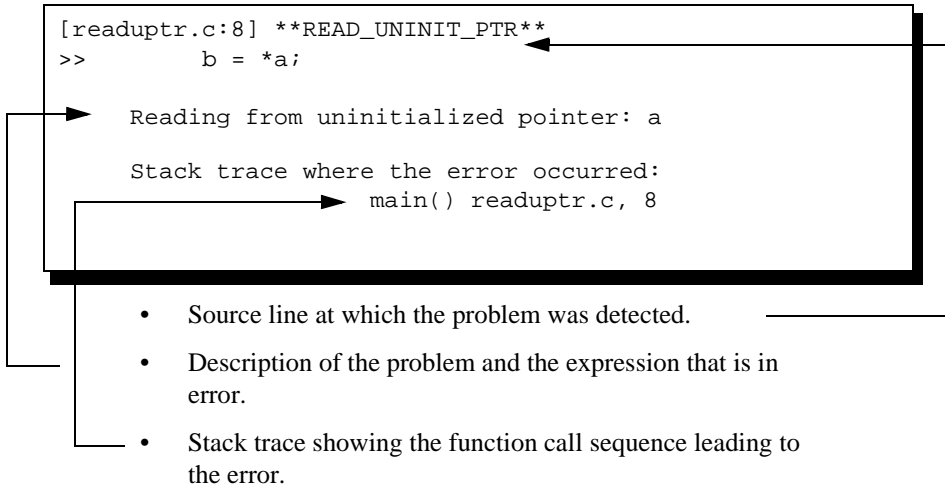 [readuptr.c:8] **READ_UNINIT_PTR**
>> b = *a;
Reading from uninitialized pointer: a
Stack trace where the error occurred:
main() readuptr.c, 8
• Source line at which the problem was detected.
• Description of the problem and the expression that is in
error.
• Stack trace showing the function call sequence leading to
the error.